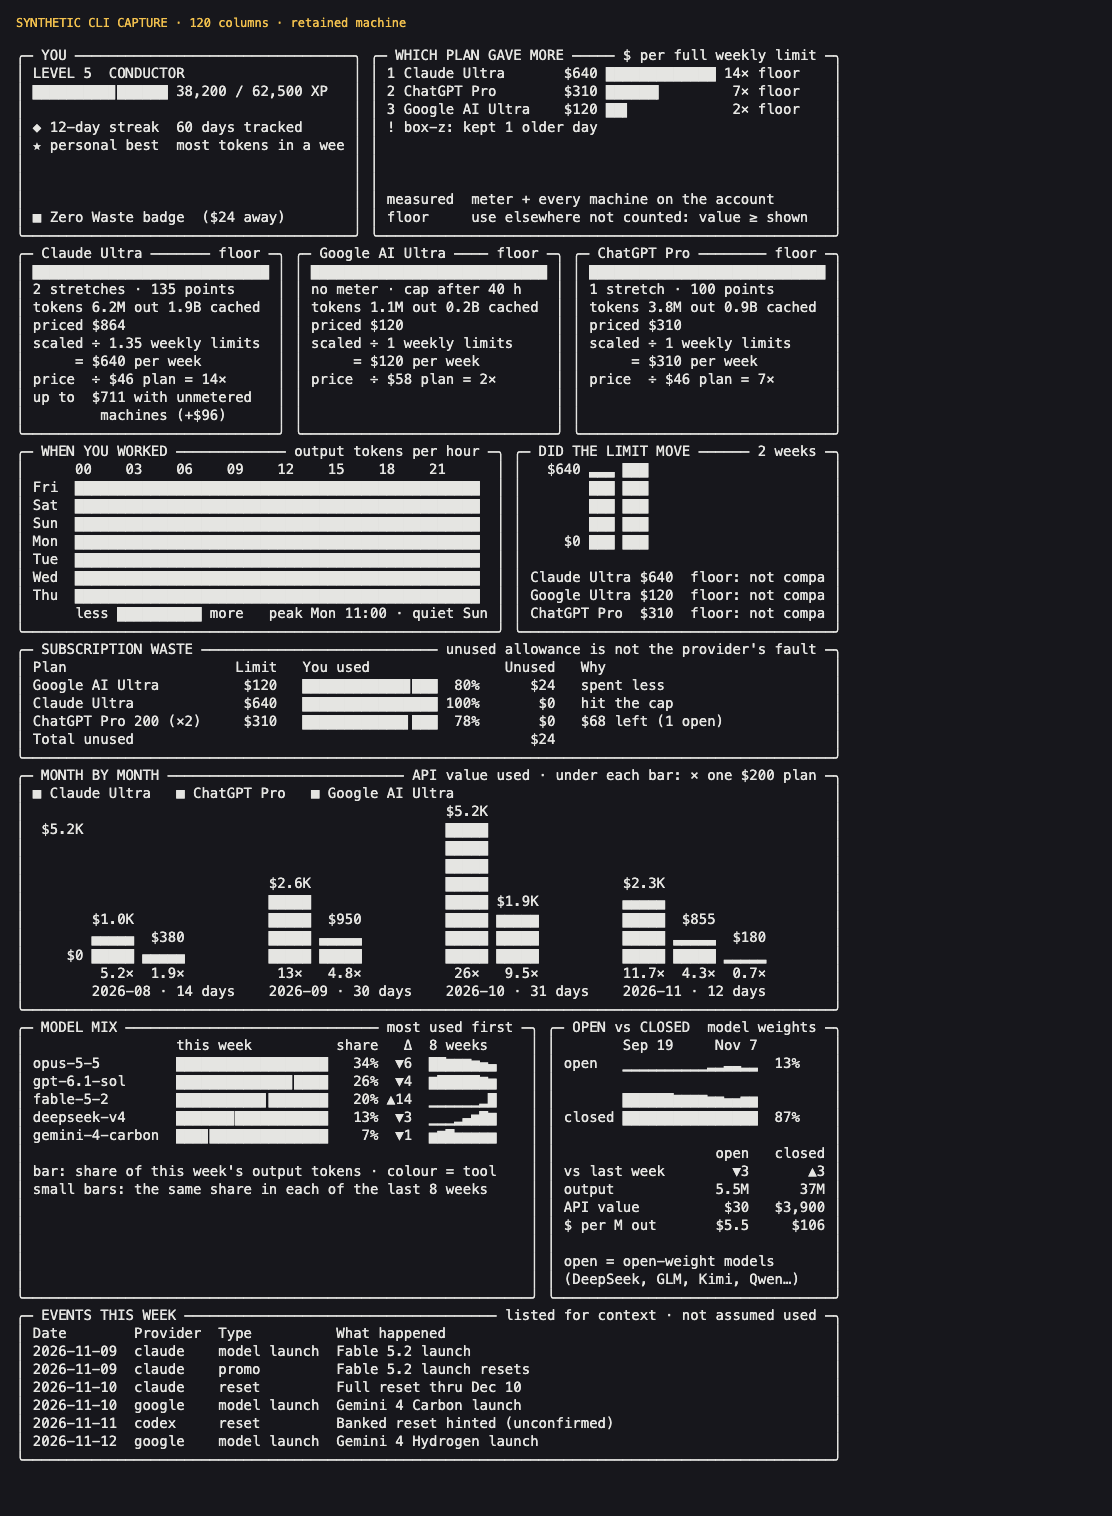 SYNTHETIC CLI CAPTURE · 120 columns · retained machine
YOU
LEVEL 5  CONDUCTOR
38,200 / 62,500 XP
◆ 12-day streak  60 days tracked
★ personal best  most tokens in a wee
■ Zero Waste badge  ($24 away)
WHICH PLAN GAVE MORE  $ per full weekly limit
1 Claude Ultra  $640  14× floor
2 ChatGPT Pro  $310  7× floor
3 Google AI Ultra  $120  2× floor
! box-z: kept 1 older day
measured  meter + every machine on the account
floor  use elsewhere not counted: value ≥ shown
Claude Ultra  floor
2 stretches · 135 points
tokens 6.2M out 1.9B cached
priced $864
scaled ÷ 1.35 weekly limits
= $640 per week
price  ÷ $46 plan = 14×
up to  $711 with unmetered
machines (+$96)
Google AI Ultra  floor
no meter · cap after 40 h
tokens 1.1M out 0.2B cached
priced $120
scaled ÷ 1 weekly limits
= $120 per week
price  ÷ $58 plan = 2×
ChatGPT Pro  floor
1 stretch · 100 points
tokens 3.8M out 0.9B cached
priced $310
scaled ÷ 1 weekly limits
= $310 per week
price  ÷ $46 plan = 7×
WHEN YOU WORKED  output tokens per hour
00  03  06  09  12  15  18  21
Fri
Sat
Sun
Mon
Tue
Wed
Thu
less  more  peak Mon 11:00 · quiet Sun
DID THE LIMIT MOVE  2 weeks
$640
$0
Claude Ultra $640  floor: not compa
Google Ultra $120  floor: not compa
ChatGPT Pro  $310  floor: not compa
SUBSCRIPTION WASTE  unused allowance is not the provider's fault
Plan  Limit  You used  Unused  Why
Google AI Ultra  $120  80%  $24  spent less
Claude Ultra  $640  100%  $0  hit the cap
ChatGPT Pro 200 (×2)  $310  78%  $0  $68 left (1 open)
Total unused  $24
MONTH BY MONTH  API value used · under each bar: × one $200 plan
■ Claude Ultra  ■ ChatGPT Pro  ■ Google AI Ultra
$5.2K
$5.2K
$2.6K  $2.3K
$1.9K
$1.0K  $950  $855
$380  $180
$0
5.2×  1.9×  13×  4.8×  26×  9.5×  11.7×  4.3×  0.7×
2026-08 · 14 days  2026-09 · 30 days  2026-10 · 31 days  2026-11 · 12 days
MODEL MIX  most used first
this week  share  Δ  8 weeks
opus-5-5  34%  ▼6
gpt-6.1-sol  26%  ▼4
fable-5-2  20%  ▲14
deepseek-v4  13%  ▼3
gemini-4-carbon  7%  ▼1
bar: share of this week's output tokens · colour = tool
small bars: the same share in each of the last 8 weeks
OPEN vs CLOSED  model weights
Sep 19  Nov 7
open  13%
closed  87%
open  closed
vs last week  ▼3  ▲3
output  5.5M  37M
API value  $30  $3,900
$ per M out  $5.5  $106
open = open-weight models
(DeepSeek, GLM, Kimi, Qwen…)
EVENTS THIS WEEK  listed for context · not assumed used
Date  Provider  Type  What happened
2026-11-09  claude  model launch  Fable 5.2 launch
2026-11-09  claude  promo  Fable 5.2 launch resets
2026-11-10  claude  reset  Full reset thru Dec 10
2026-11-10  google  model launch  Gemini 4 Carbon launch
2026-11-11  codex  reset  Banked reset hinted (unconfirmed)
2026-11-12  google  model launch  Gemini 4 Hydrogen launch